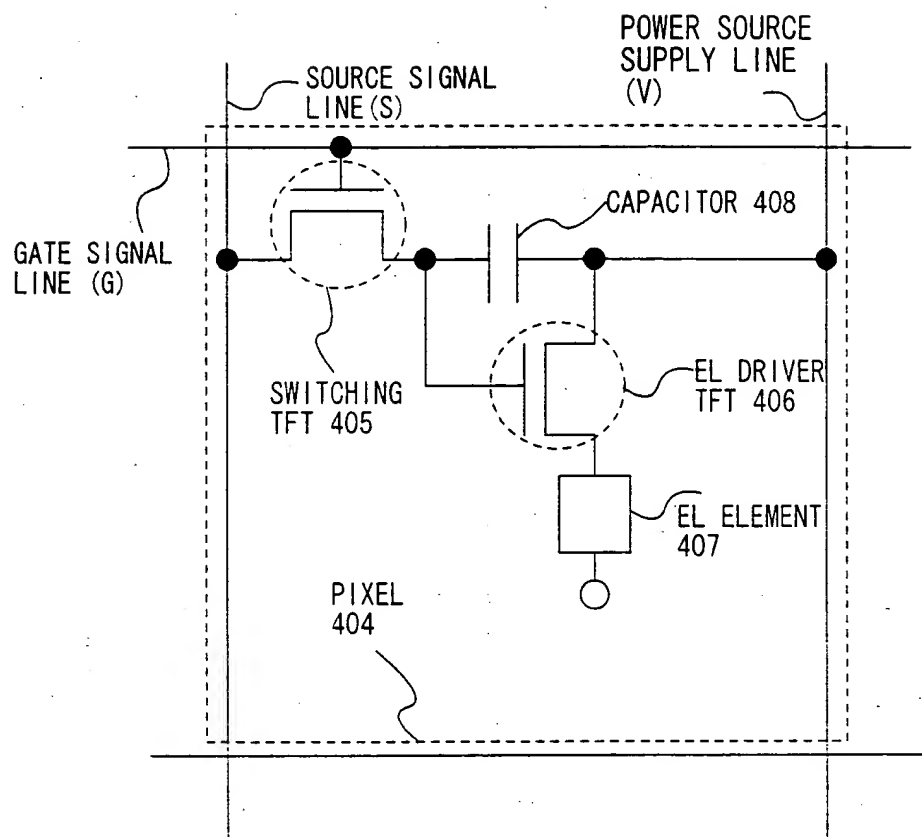 POWER SOURCE
SUPPLY LINE
(V)
SOURCE SIGNAL
LINE(S)
CAPACITOR 408
GATE SIGNAL
LINE (G)
SWITCHING
TFT 405
EL DRIVER
TFT 406
EL ELEMENT
407
PIXEL
404